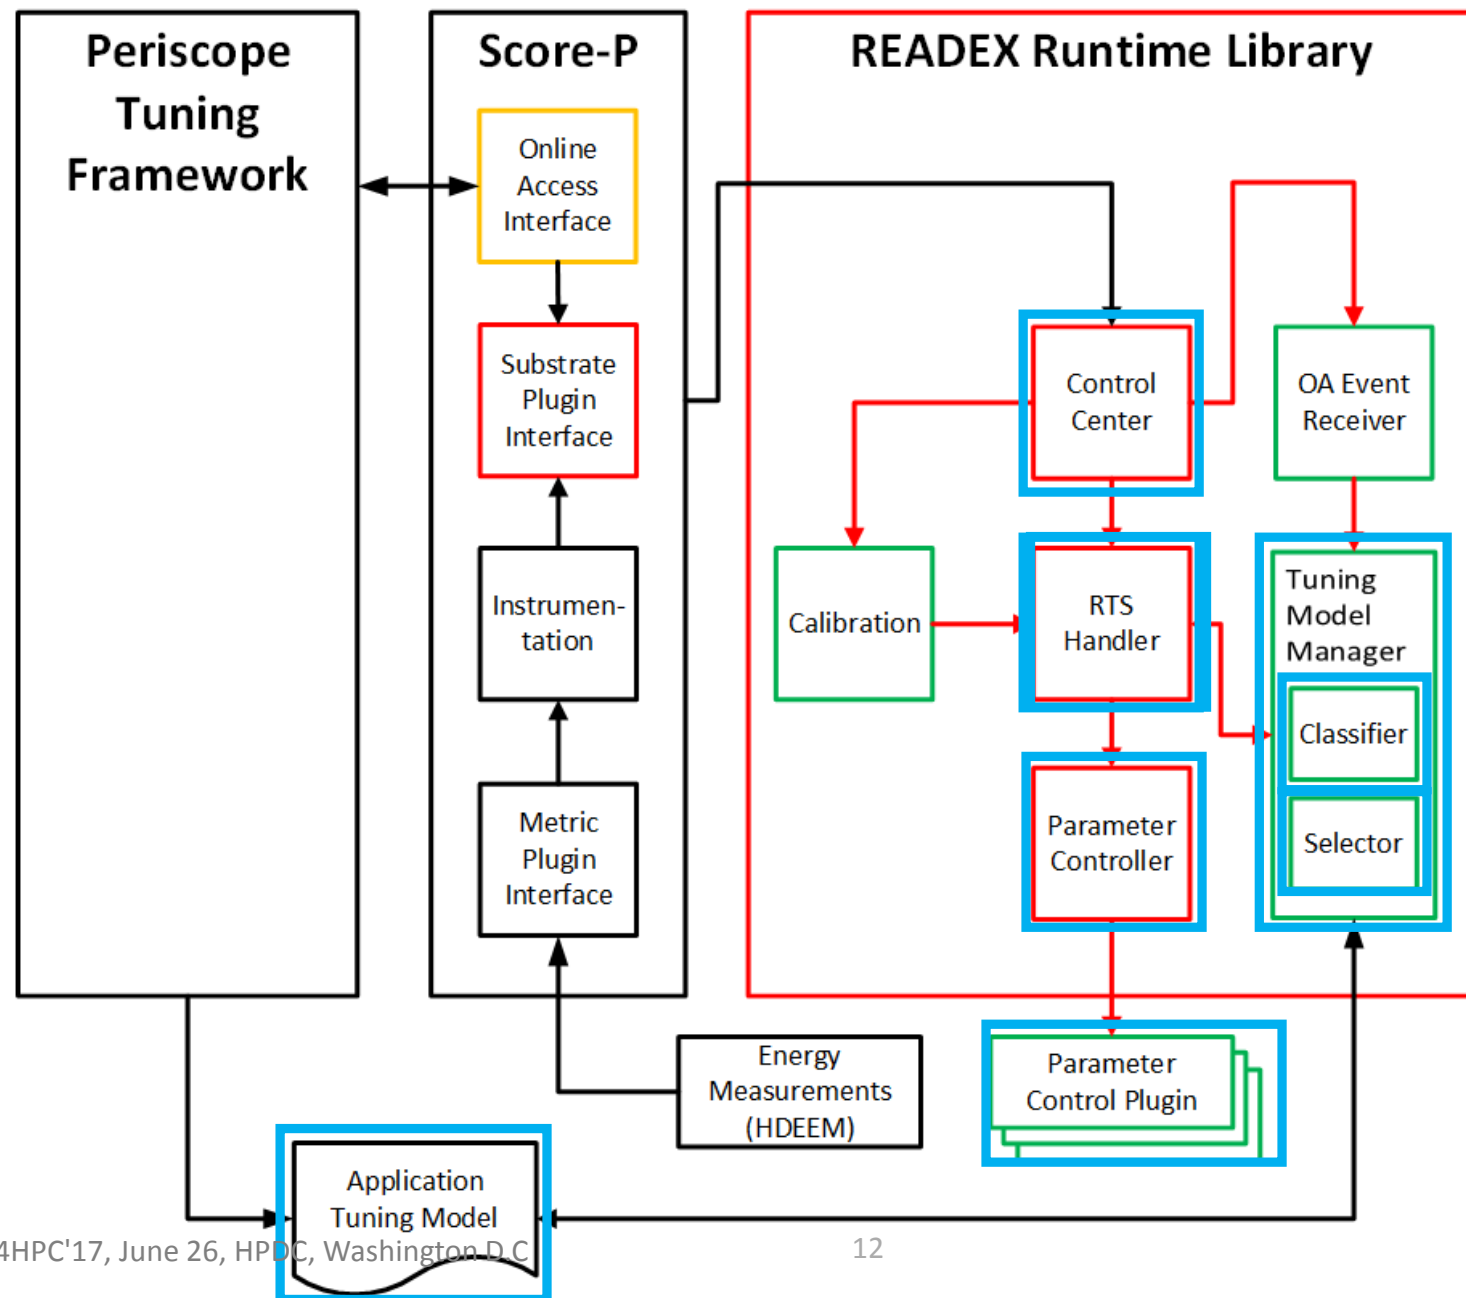 Periscope
Tuning
Framework
Score-P
READEX Runtime Library
Online
Access
Interface
Substrate
Plugin
Interface
Instrumen-
tation
Metric
Plugin
Interface
Control
Center
OA Event
Receiver
Calibration
RTS
Handler
Tuning
Model
Manager
Classifier
Selector
Parameter
Controller
Energy
Measurements
(HDEEM)
Parameter
Control Plugin
Application
Tuning Model
4HPC'17, June 26, HPDC, Washington D.C
12